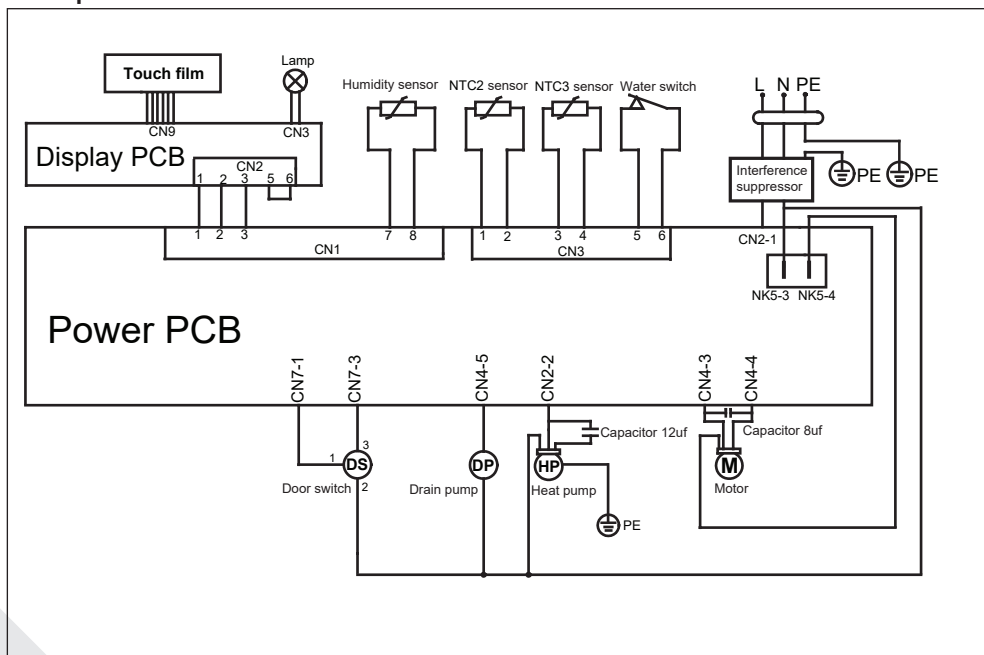 Touch film
Lamp
Humidity sensor
NTC2 sensor
NTC3 sensor
Water switch
L N PE
CN9
CN3
Display PCB
CN2
1 2 3 5 6
Interference
suppressor
PE
PE
1 2 3
7 8
1 2 3 4 5 6
CN1
CN3
CN2-1
NK5-3 NK5-4
Power PCB
CN7-1
CN7-3
CN4-5
CN2-2
CN4-3
CN4-4
Capacitor 12uf
Capacitor 8uf
1
3
DS
2
DP
HP
M
Door switch
Drain pump
Heat pump
Motor
PE